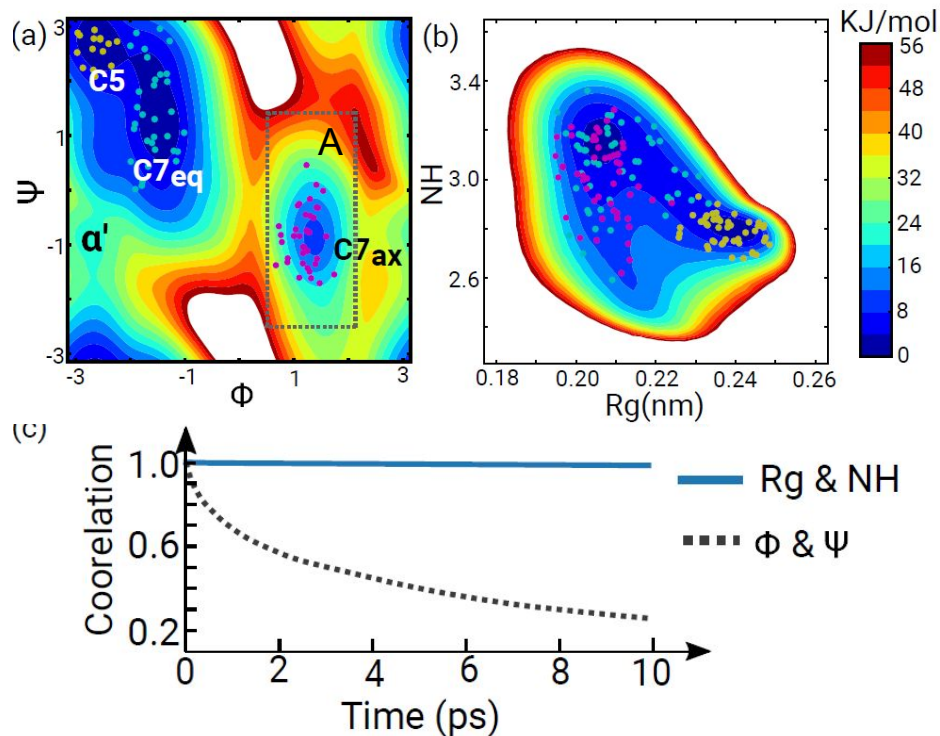 (a)
3
1
-1
-3
Ψ
C5
C7eq
α'
A
C7ax
-3
-1
1
3
Φ
(b)
3.4
3.0
2.6
NH
0.18
0.20
0.22
0.24
0.26
Rg(nm)
KJ/mol
56
48
40
32
24
16
8
0
(c)
Coorelation
1.0
0.6
0.2
0
2
4
6
8
10
Time (ps)
Rg & NH
Φ & Ψ